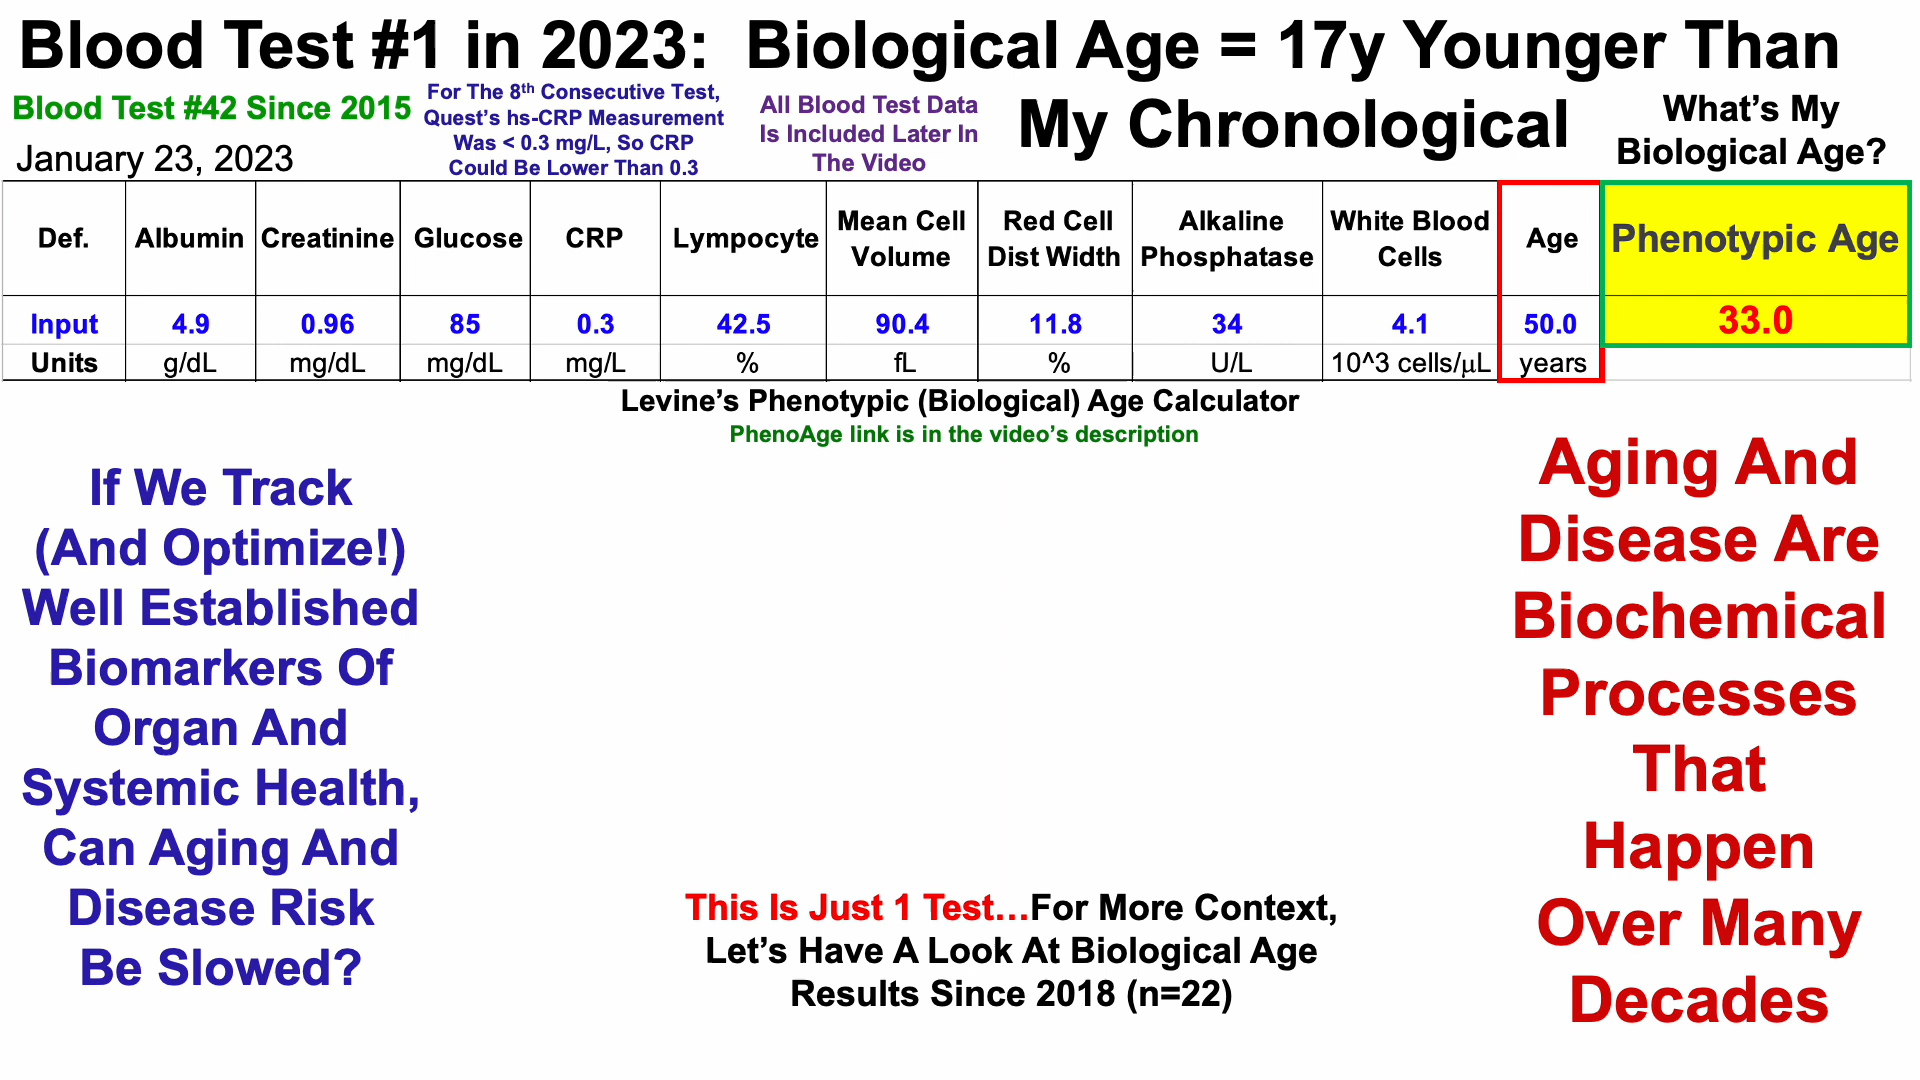 Blood Test #1 in 2023:  Biological Age = 17y Younger Than
My Chronological
Blood Test #42 Since 2015
January 23, 2023
For The 8th Consecutive Test,
Quest's hs-CRP Measurement
Was < 0.3 mg/L, So CRP
Could Be Lower Than 0.3
All Blood Test Data
Is Included Later In
The Video
What's My
Biological Age?
Def. Albumin Creatinine Glucose CRP Lympocyte Mean Cell Volume Red Cell Dist Width Alkaline Phosphatase White Blood Cells Age Phenotypic Age
Input 4.9 0.96 85 0.3 42.5 90.4 11.8 34 4.1 50.0 33.0
Units g/dL mg/dL mg/dL mg/L % fL % U/L 10^3 cells/μL years
Levine's Phenotypic (Biological) Age Calculator
PhenoAge link is in the video's description
If We Track
(And Optimize!)
Well Established
Biomarkers Of
Organ And
Systemic Health,
Can Aging And
Disease Risk
Be Slowed?
This Is Just 1 Test…For More Context,
Let's Have A Look At Biological Age
Results Since 2018 (n=22)
Aging And
Disease Are
Biochemical
Processes
That
Happen
Over Many
Decades